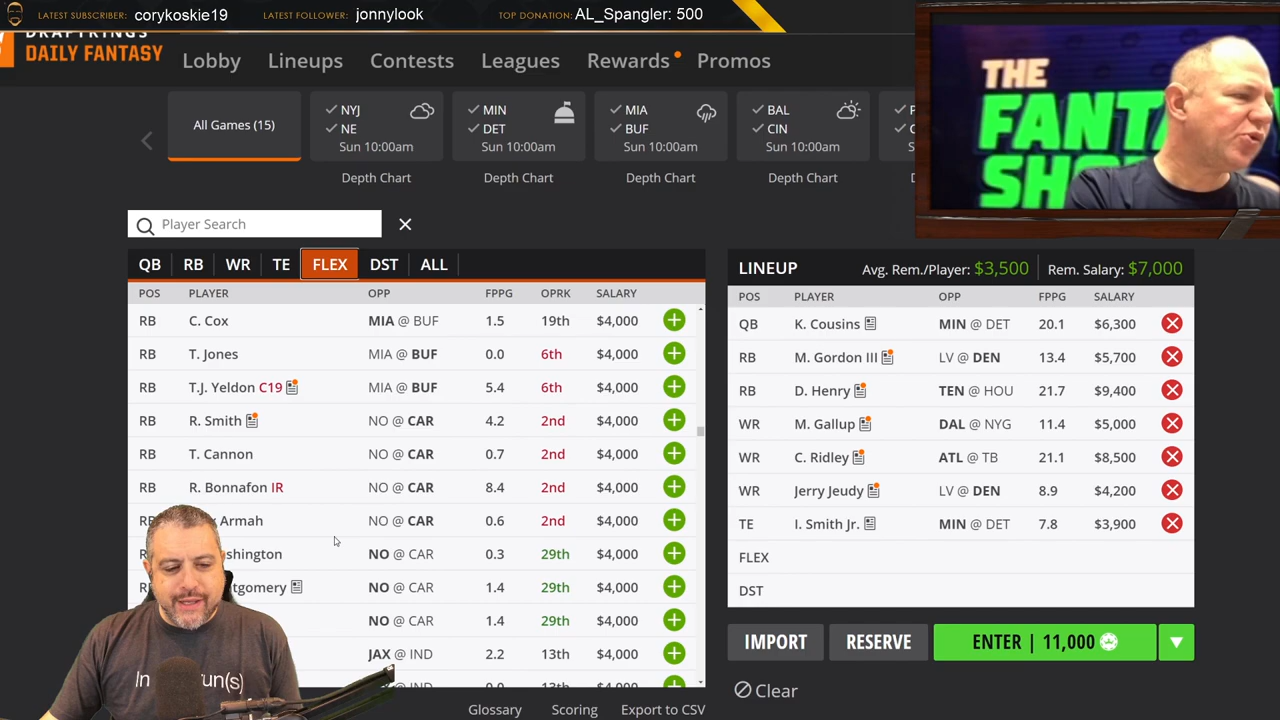 LATEST SUBSCRIBER: corykoskie19 LATEST FOLLOWER: jonnylook TOP DONATION: AL_Spangler: 500
DRAFTKINGS
DAILY FANTASY Lobby Lineups Contests Leagues Rewards Promos
THE
FANTA
SH
All Games (15)
NYJ MIN MIA BAL
NE DET BUF CIN
Sun 10:00am Sun 10:00am Sun 10:00am Sun 10:00am
Depth Chart Depth Chart Depth Chart Depth Chart
Player Search
QB RB WR TE FLEX DST ALL
POS PLAYER OPP FPPG OPRK SALARY
RB C. Cox MIA @ BUF 1.5 19th $4,000
RB T. Jones MIA @ BUF 0.0 6th $4,000
RB T.J. Yeldon C19 MIA @ BUF 5.4 6th $4,000
RB R. Smith NO @ CAR 4.2 2nd $4,000
RB T. Cannon NO @ CAR 0.7 2nd $4,000
RB R. Bonnafon IR NO @ CAR 8.4 2nd $4,000
Armah NO @ CAR 0.6 2nd $4,000
shington NO @ CAR 0.3 29th $4,000
tgomery NO @ CAR 1.4 29th $4,000
NO @ CAR 1.4 29th $4,000
JAX @ IND 2.2 13th $4,000
LINEUP Avg. Rem./Player: $3,500 Rem. Salary: $7,000
POS PLAYER OPP FPPG SALARY
QB K. Cousins MIN @ DET 20.1 $6,300
RB M. Gordon III LV @ DEN 13.4 $5,700
RB D. Henry TEN @ HOU 21.7 $9,400
WR M. Gallup DAL @ NYG 11.4 $5,000
WR C. Ridley ATL @ TB 21.1 $8,500
WR Jerry Jeudy LV @ DEN 8.9 $4,200
TE I. Smith Jr. MIN @ DET 7.8 $3,900
FLEX
DST
IMPORT RESERVE ENTER | 11,000
Clear
Glossary Scoring Export to CSV